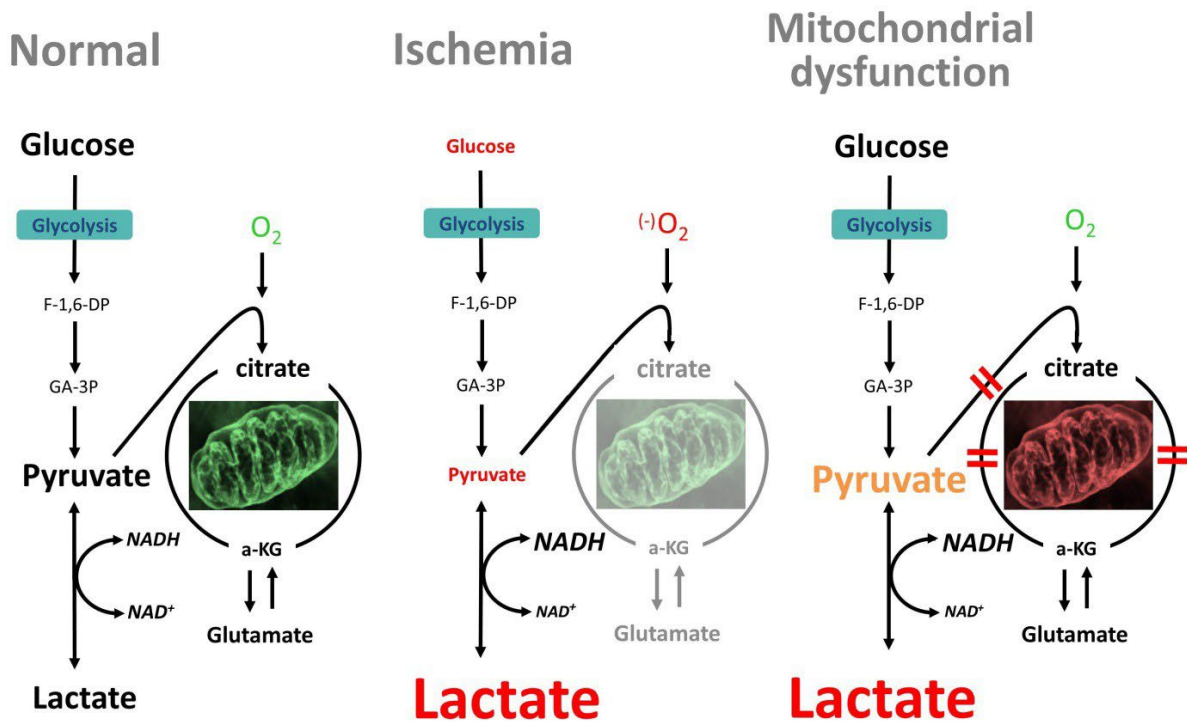 Normal
Glucose
Glycolysis
O₂
F-1,6-DP
citrate
GA-3P
Pyruvate
NADH
a-KG
NAD⁺
Glutamate
Lactate
Ischemia
Glucose
Glycolysis
(-)O₂
F-1,6-DP
citrate
GA-3P
Pyruvate
NADH
a-KG
NAD⁺
Glutamate
Lactate
Mitochondrial
dysfunction
Glucose
Glycolysis
O₂
F-1,6-DP
citrate
GA-3P
Pyruvate
NADH
a-KG
NAD⁺
Glutamate
Lactate